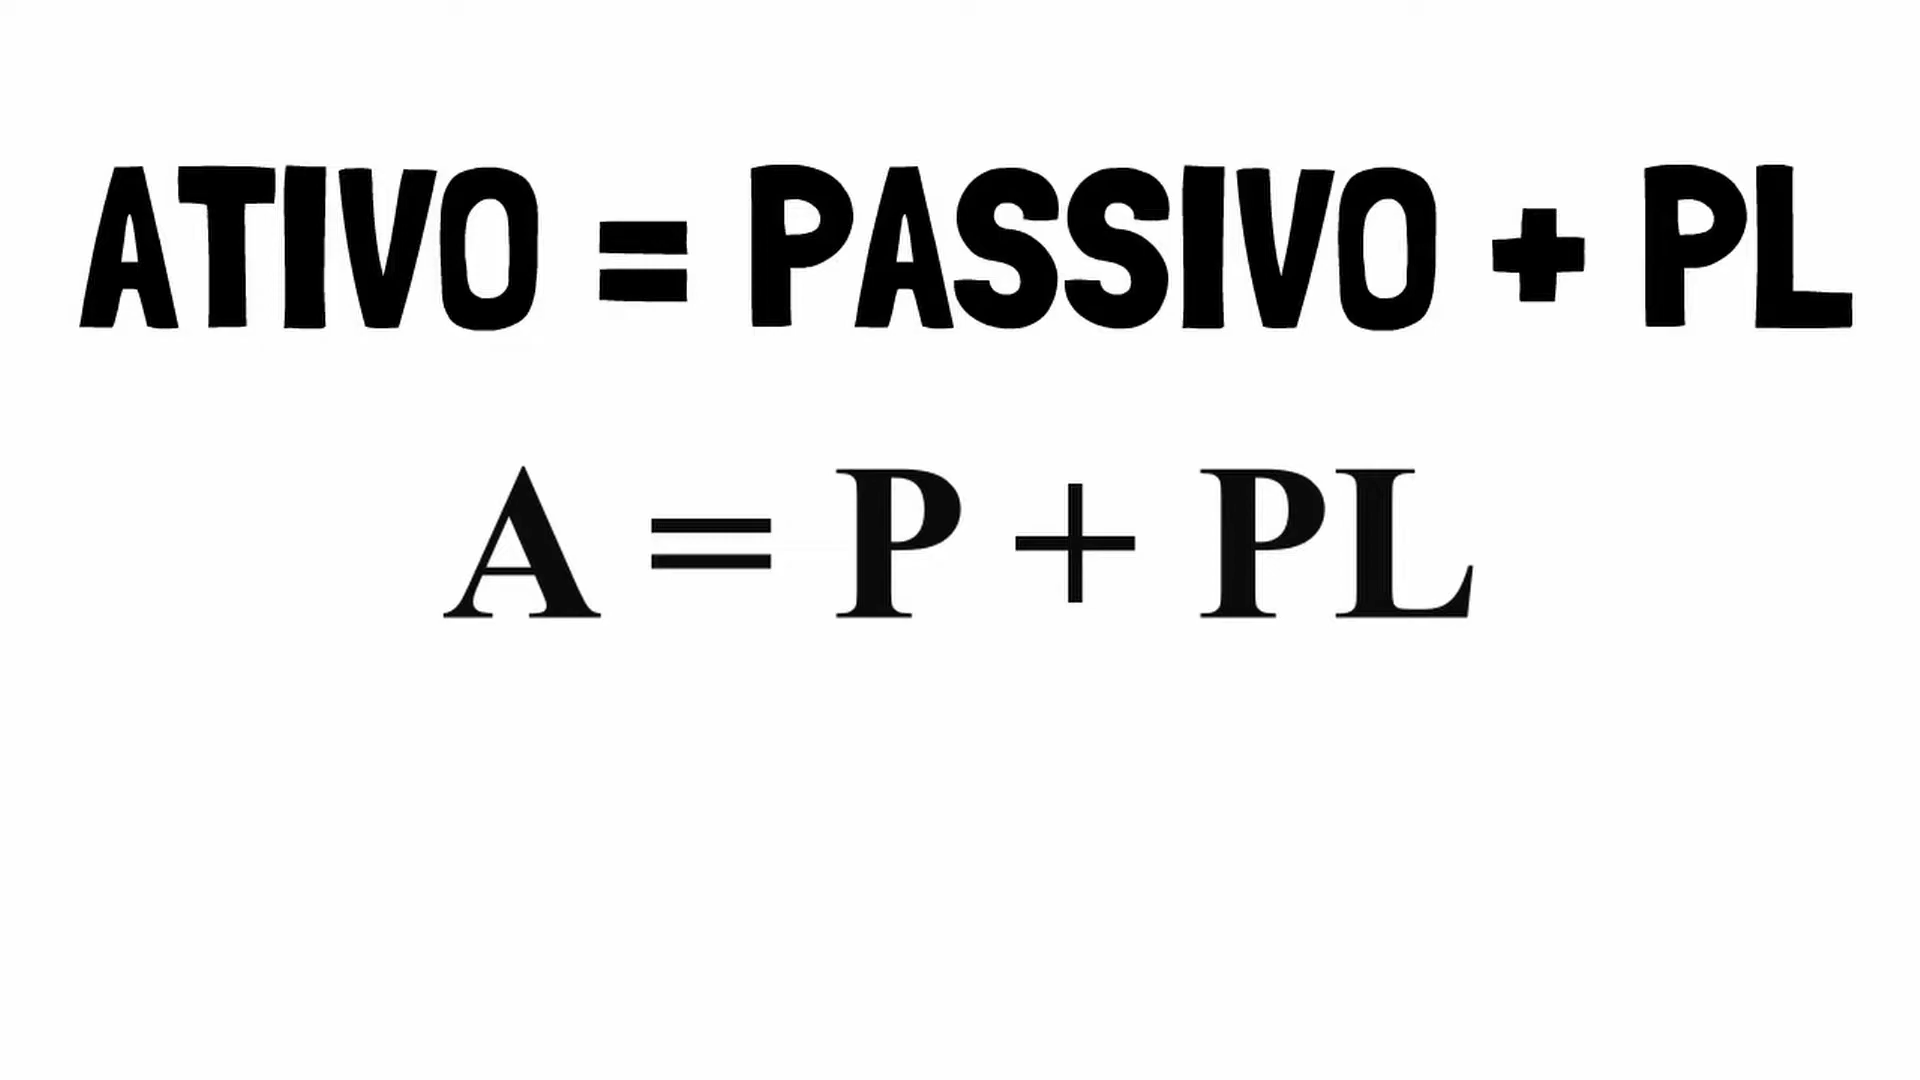 ATIVO = PASSIVO + PL
A = P + PL